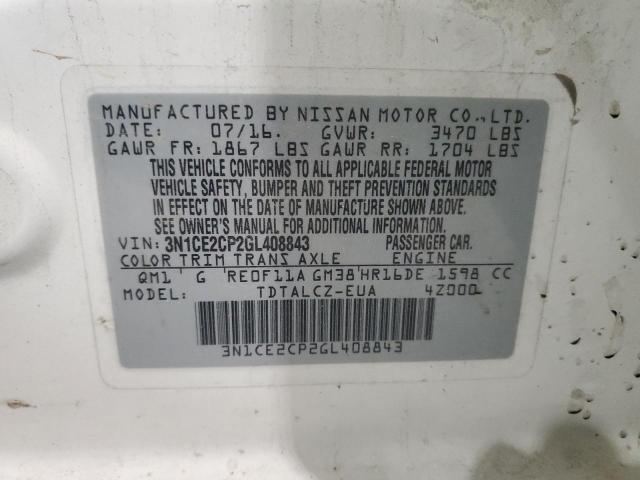 MANUFACTURED BY NISSAN MOTOR CO.,LTD.
DATE: 07/16. GVWR: 3470 LBS
GAWR FR: 1867 LBS GAWR RR: 1704 LBS
THIS VEHICLE CONFORMS TO ALL APPLICABLE FEDERAL MOTOR
VEHICLE SAFETY, BUMPER AND THEFT PREVENTION STANDARDS
IN EFFECT ON THE DATE OF MANUFACTURE SHOWN ABOVE.
SEE OWNER'S MANUAL FOR ADDITIONAL INFORMATION.
VIN: 3N1CE2CP2GL408843 PASSENGER CAR.
COLOR TRIM TRANS AXLE ENGINE
QM1 G RE0F11A GM38 HR16DE 1598 CC
MODEL: TDTALCZ-EUA 4Z000
3N1CE2CP2GL408843